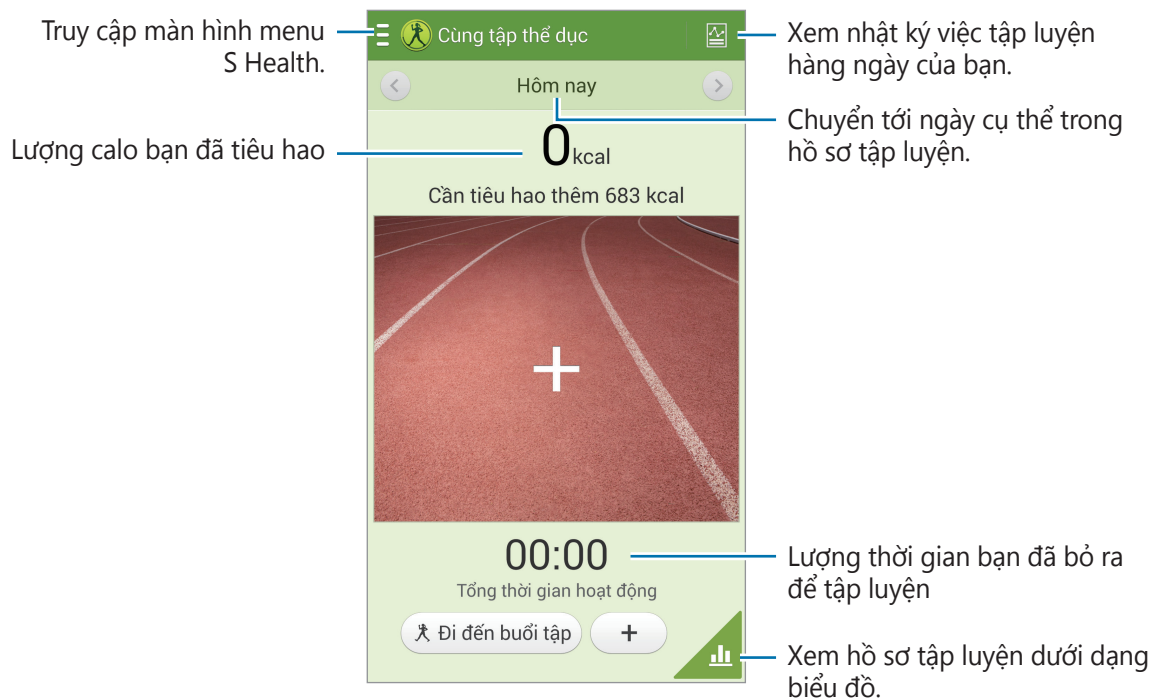 Truy cập màn hình menu
S Health.
Lượng calo bạn đã tiêu hao
Cùng tập thể dục
Hôm nay
0kcal
Cần tiêu hao thêm 683 kcal
00:00
Tổng thời gian hoạt động
Đi đến buổi tập
+
Xem nhật ký việc tập luyện
hàng ngày của bạn.
Chuyển tới ngày cụ thể trong
hồ sơ tập luyện.
Lượng thời gian bạn đã bỏ ra
để tập luyện
Xem hồ sơ tập luyện dưới dạng
biểu đồ.